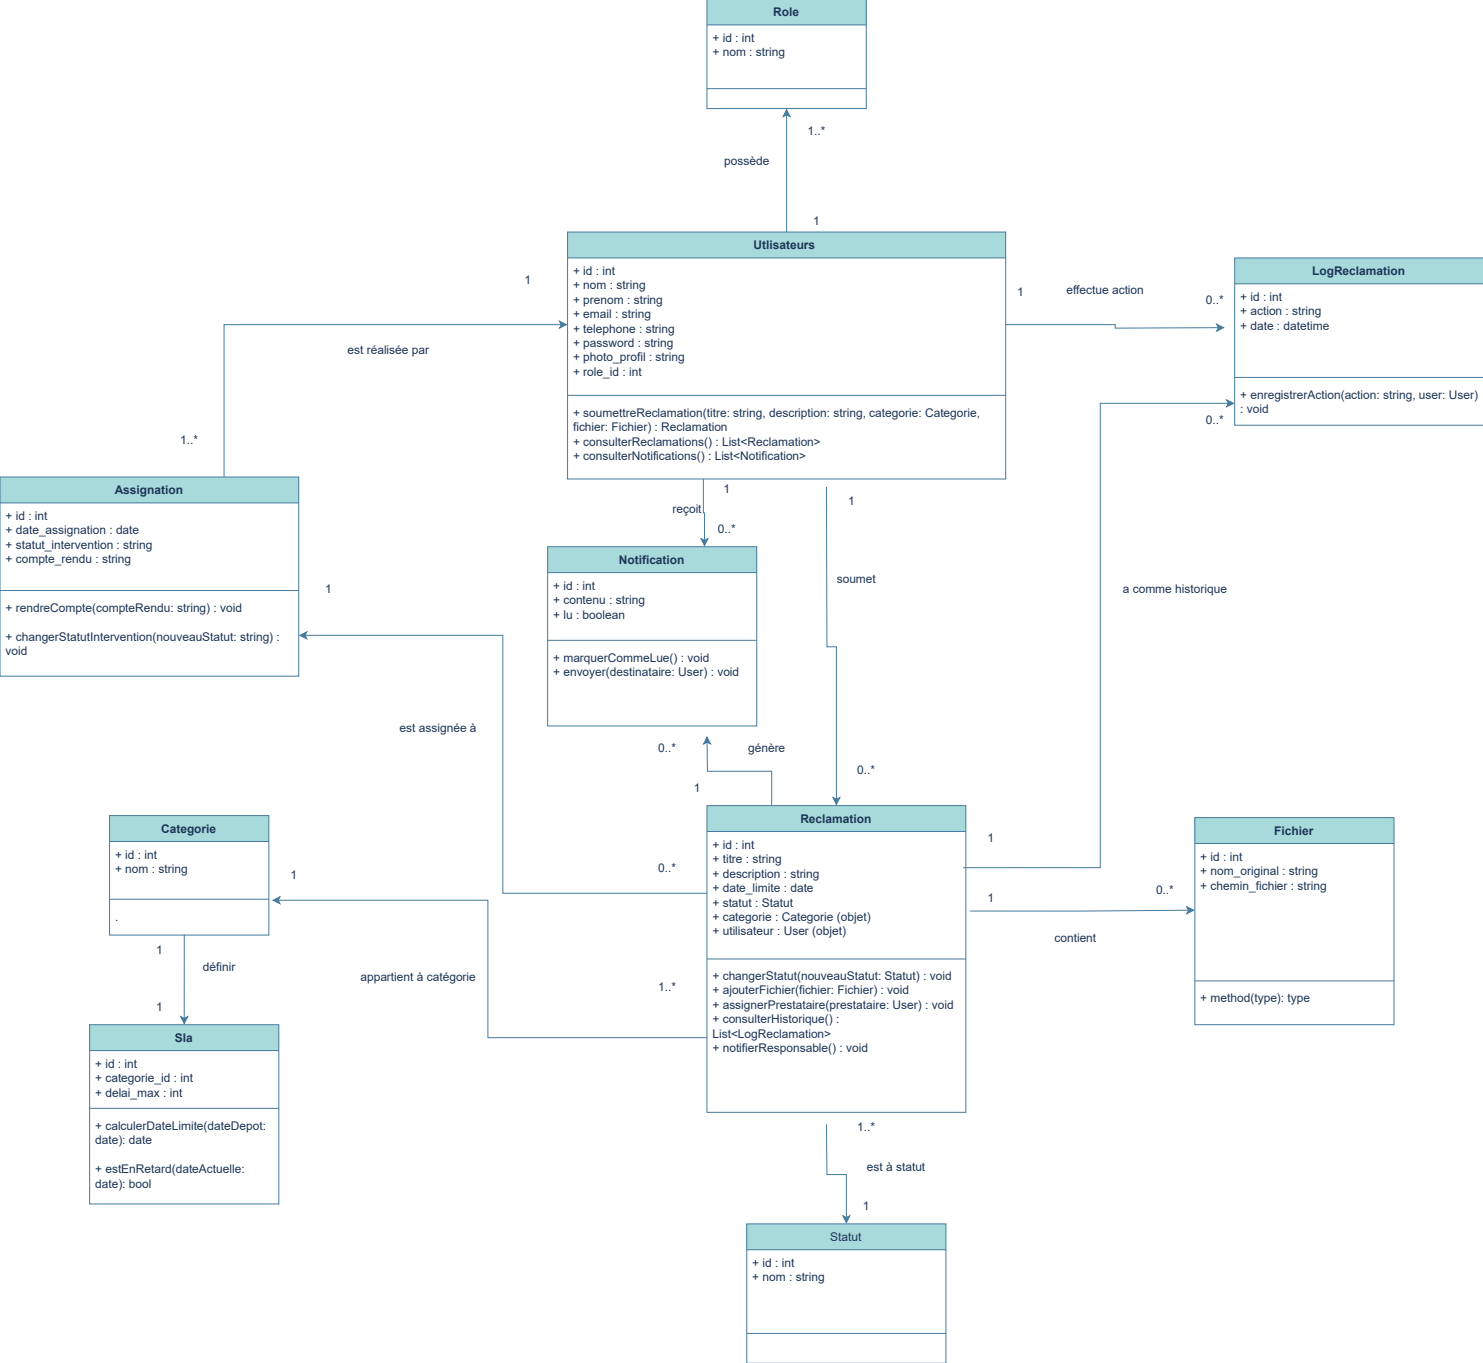 Role
+ id : int
+ nom : string
1..*
possède
1
Utlisateurs
+ id : int
+ nom : string
+ prenom : string
+ email : string
+ telephone : string
+ password : string
+ photo_profil : string
+ role_id : int
+ soumettreReclamation(titre: string, description: string, categorie: Categorie,
fichier: Fichier) : Reclamation
+ consulterReclamations() : List<Reclamation>
+ consulterNotifications() : List<Notification>
1
effectue action
0..*
LogReclamation
+ id : int
+ action : string
+ date : datetime
+ enregistrerAction(action: string, user: User)
: void
0..*
1
est réalisée par
1..*
Assignation
+ id : int
+ date_assignation : date
+ statut_intervention : string
+ compte_rendu : string
+ rendreCompte(compteRendu: string) : void
+ changerStatutIntervention(nouveauStatut: string) :
void
1
1
reçoit
0..*
Notification
+ id : int
+ contenu : string
+ lu : boolean
+ marquerCommeLue() : void
+ envoyer(destinataire: User) : void
1
soumet
0..*
a comme historique
est assignée à
0..*
génère
1
Categorie
+ id : int
+ nom : string
.
1
0..*
Reclamation
+ id : int
+ titre : string
+ description : string
+ date_limite : date
+ statut : Statut
+ categorie : Categorie (objet)
+ utilisateur : User (objet)
+ changerStatut(nouveauStatut: Statut) : void
+ ajouterFichier(fichier: Fichier) : void
+ assignerPrestataire(prestataire: User) : void
+ consulterHistorique() :
List<LogReclamation>
+ notifierResponsable() : void
1
1
0..*
contient
Fichier
+ id : int
+ nom_original : string
+ chemin_fichier : string
+ method(type): type
1
définir
1
appartient à catégorie
1..*
Sla
+ id : int
+ categorie_id : int
+ delai_max : int
+ calculerDateLimite(dateDepot:
date): date
+ estEnRetard(dateActuelle:
date): bool
1..*
est à statut
1
Statut
+ id : int
+ nom : string